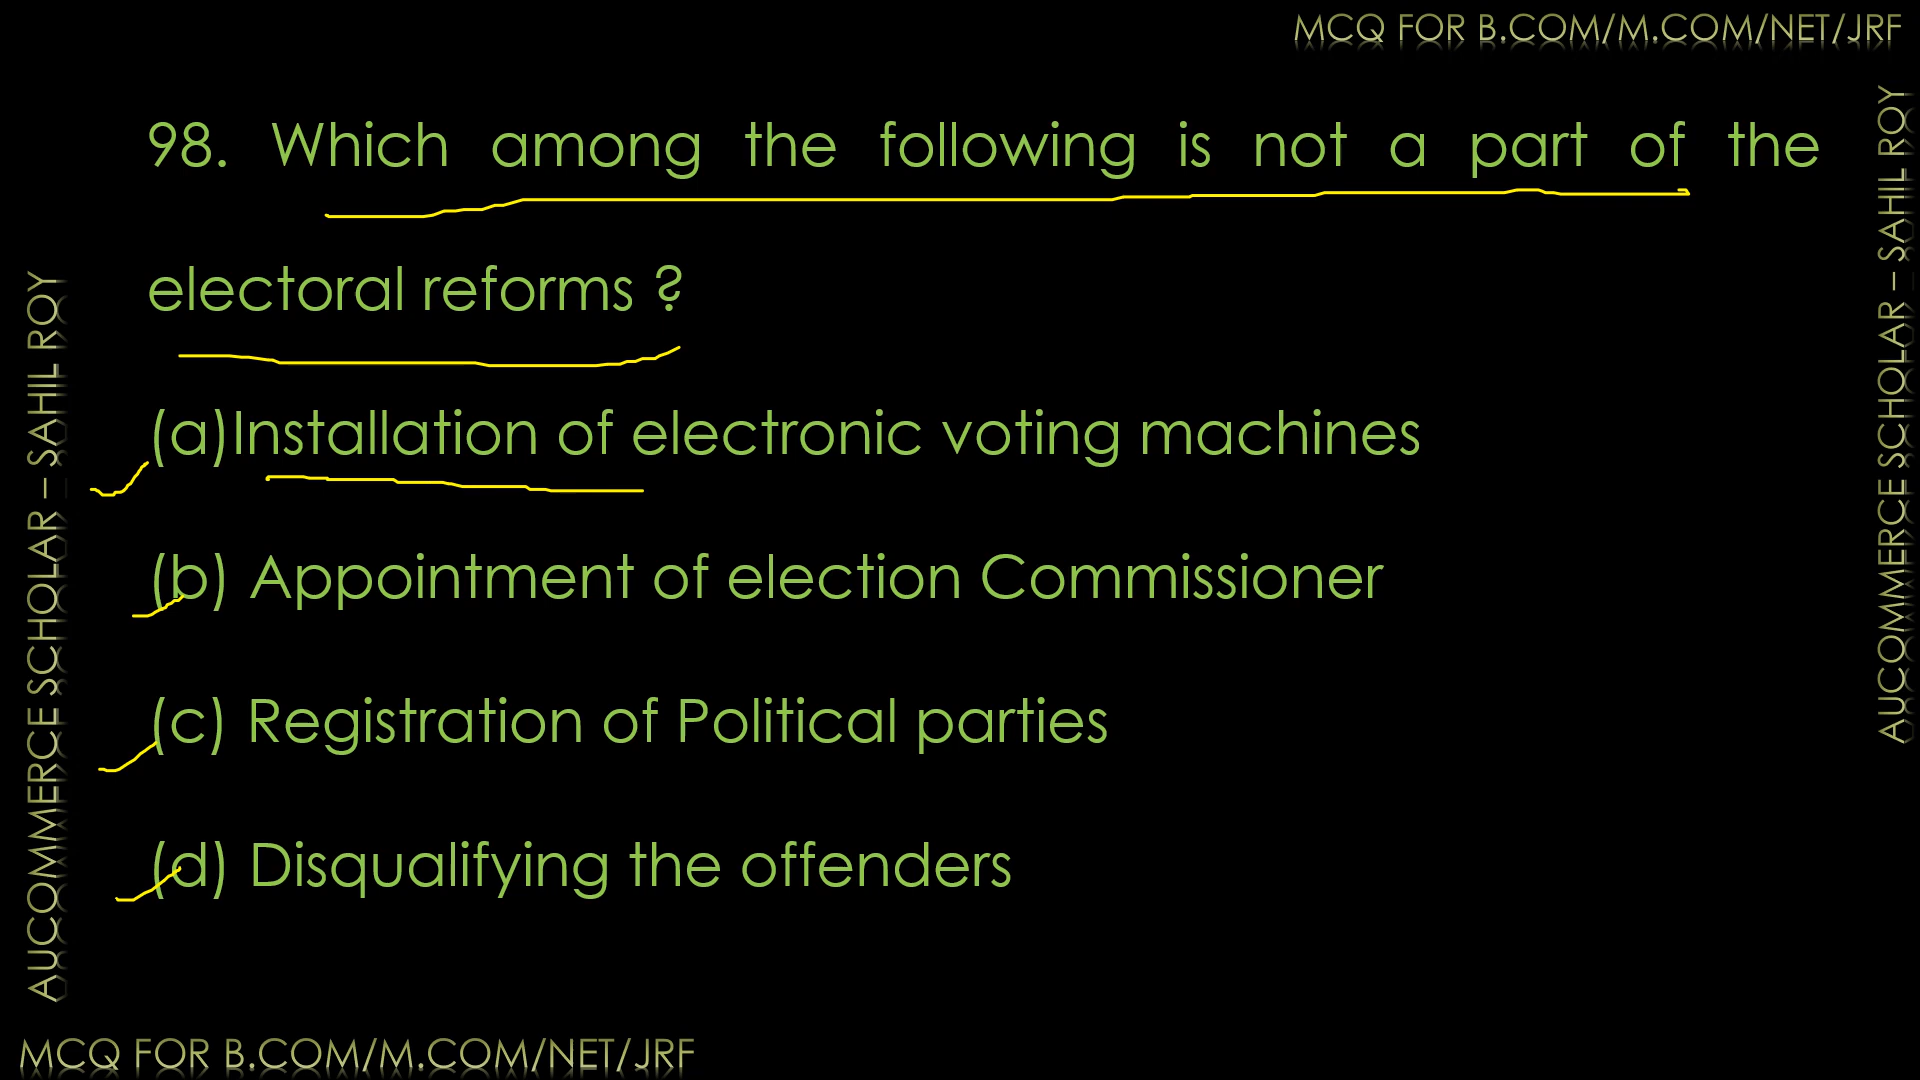 MCQ FOR B.COM/M.COM/NET/JRF
98. Which among the following is not a part of the
electoral reforms ?
(a)Installation of electronic voting machines
(b) Appointment of election Commissioner
(c) Registration of Political parties
(d) Disqualifying the offenders
AUCOMMERCE SCHOLAR – SAHIL ROY
AUCOMMERCE SCHOLAR – SAHIL ROY
MCQ FOR B.COM/M.COM/NET/JRF